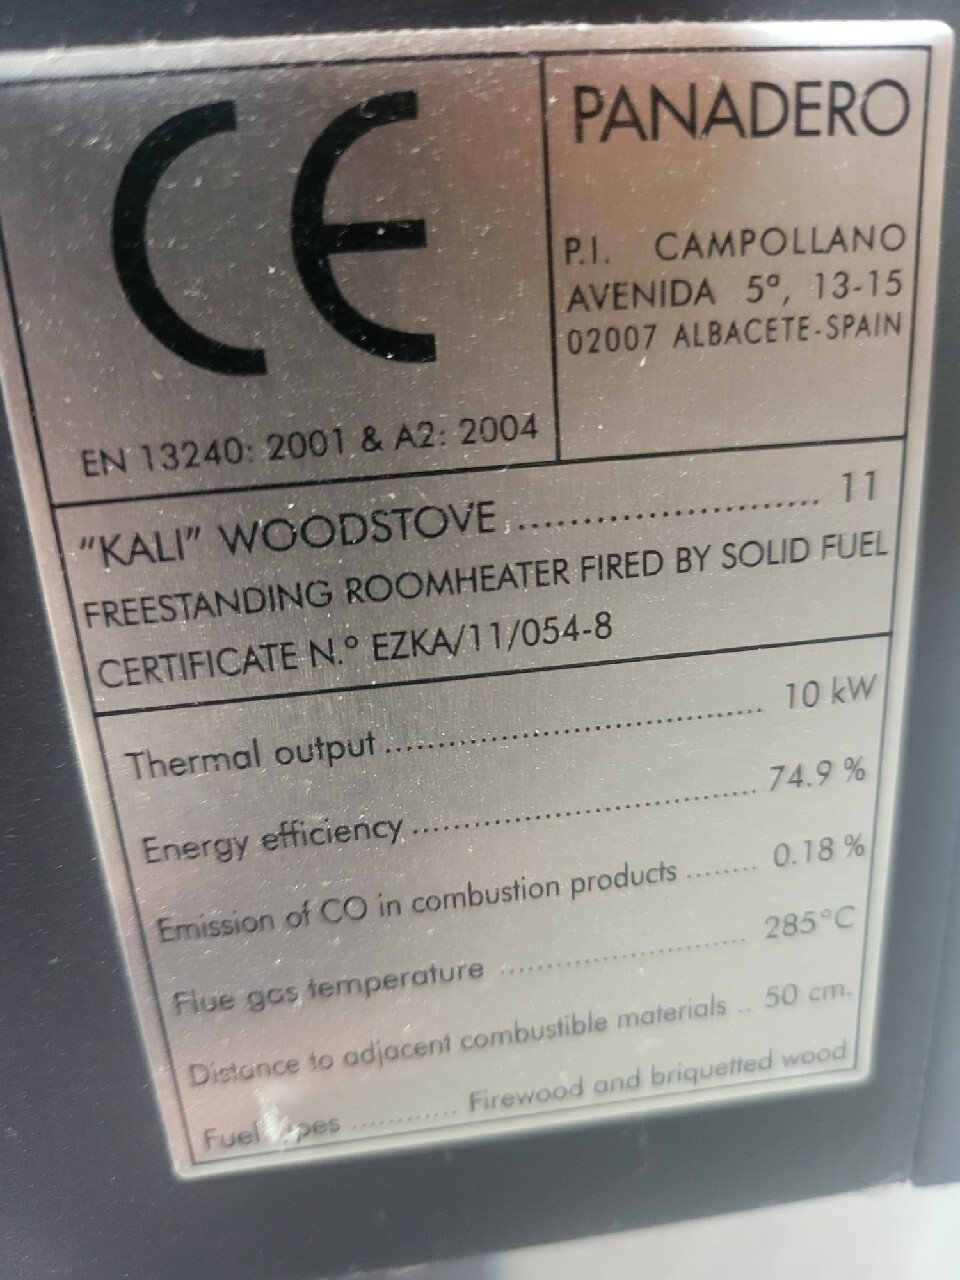 CE
PANADERO
P.I. CAMPOLLANO
AVENIDA 5ª, 13-15
02007 ALBACETE-SPAIN
EN 13240: 2001 & A2: 2004
"KALI" WOODSTOVE ........................ 11
FREESTANDING ROOMHEATER FIRED BY SOLID FUEL
CERTIFICATE N.º EZKA/11/054-8
Thermal output ........................................ 10 kW
Energy efficiency .................................... 74.9 %
Emission of CO in combustion products ........ 0.18 %
Flue gas temperature ........................... 285°C
Distance to adjacent combustible materials .. 50 cm.
Fuel types ............ Firewood and briquetted wood